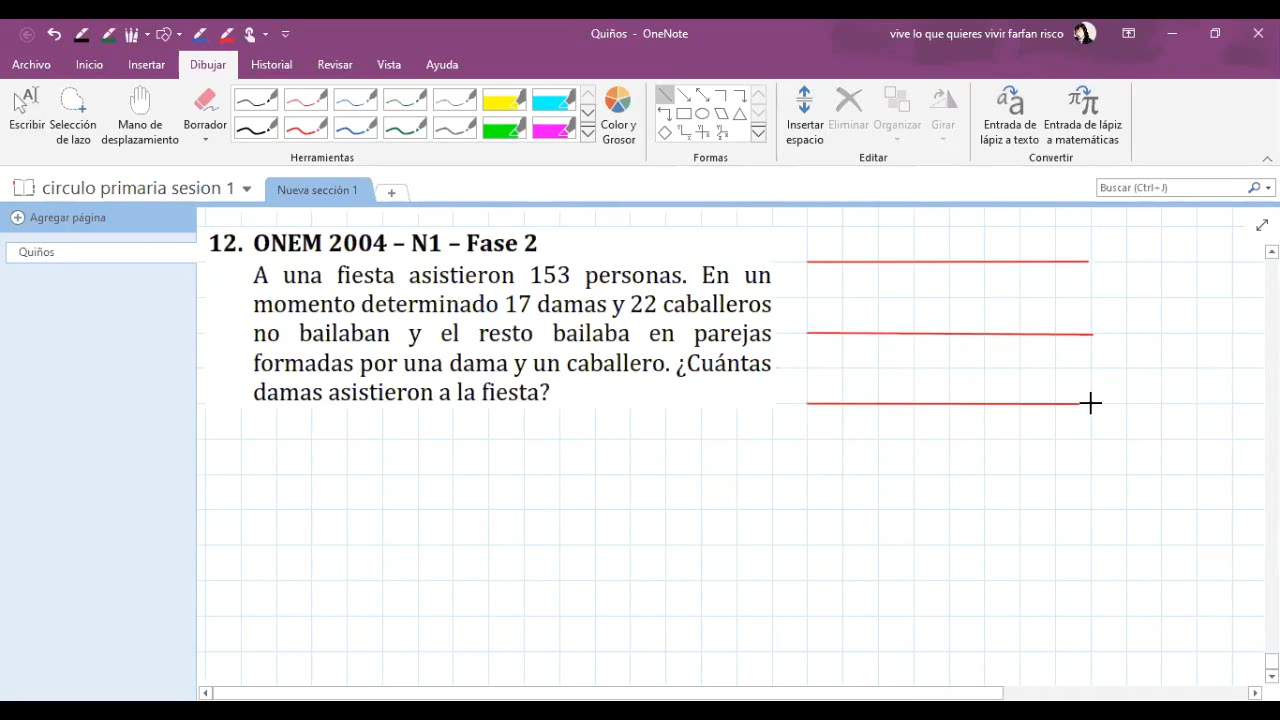 Quiños - OneNote
vive lo que quieres vivir farfan risco
Archivo Inicio Insertar Dibujar Historial Revisar Vista Ayuda
Escribir
Selección de lazo
Mano de desplazamiento
Borrador
Color y Grosor
Insertar espacio
Eliminar
Organizar
Girar
Entrada de lápiz a texto
Entrada de lápiz a matemáticas
Herramientas
Formas
Editar
Convertir
circulo primaria sesion 1
Nueva sección 1
Buscar (Ctrl+J)
Agregar página
Quiños
12. ONEM 2004 – N1 – Fase 2
A una fiesta asistieron 153 personas. En un
momento determinado 17 damas y 22 caballeros
no bailaban y el resto bailaba en parejas
formadas por una dama y un caballero. ¿Cuántas
damas asistieron a la fiesta?